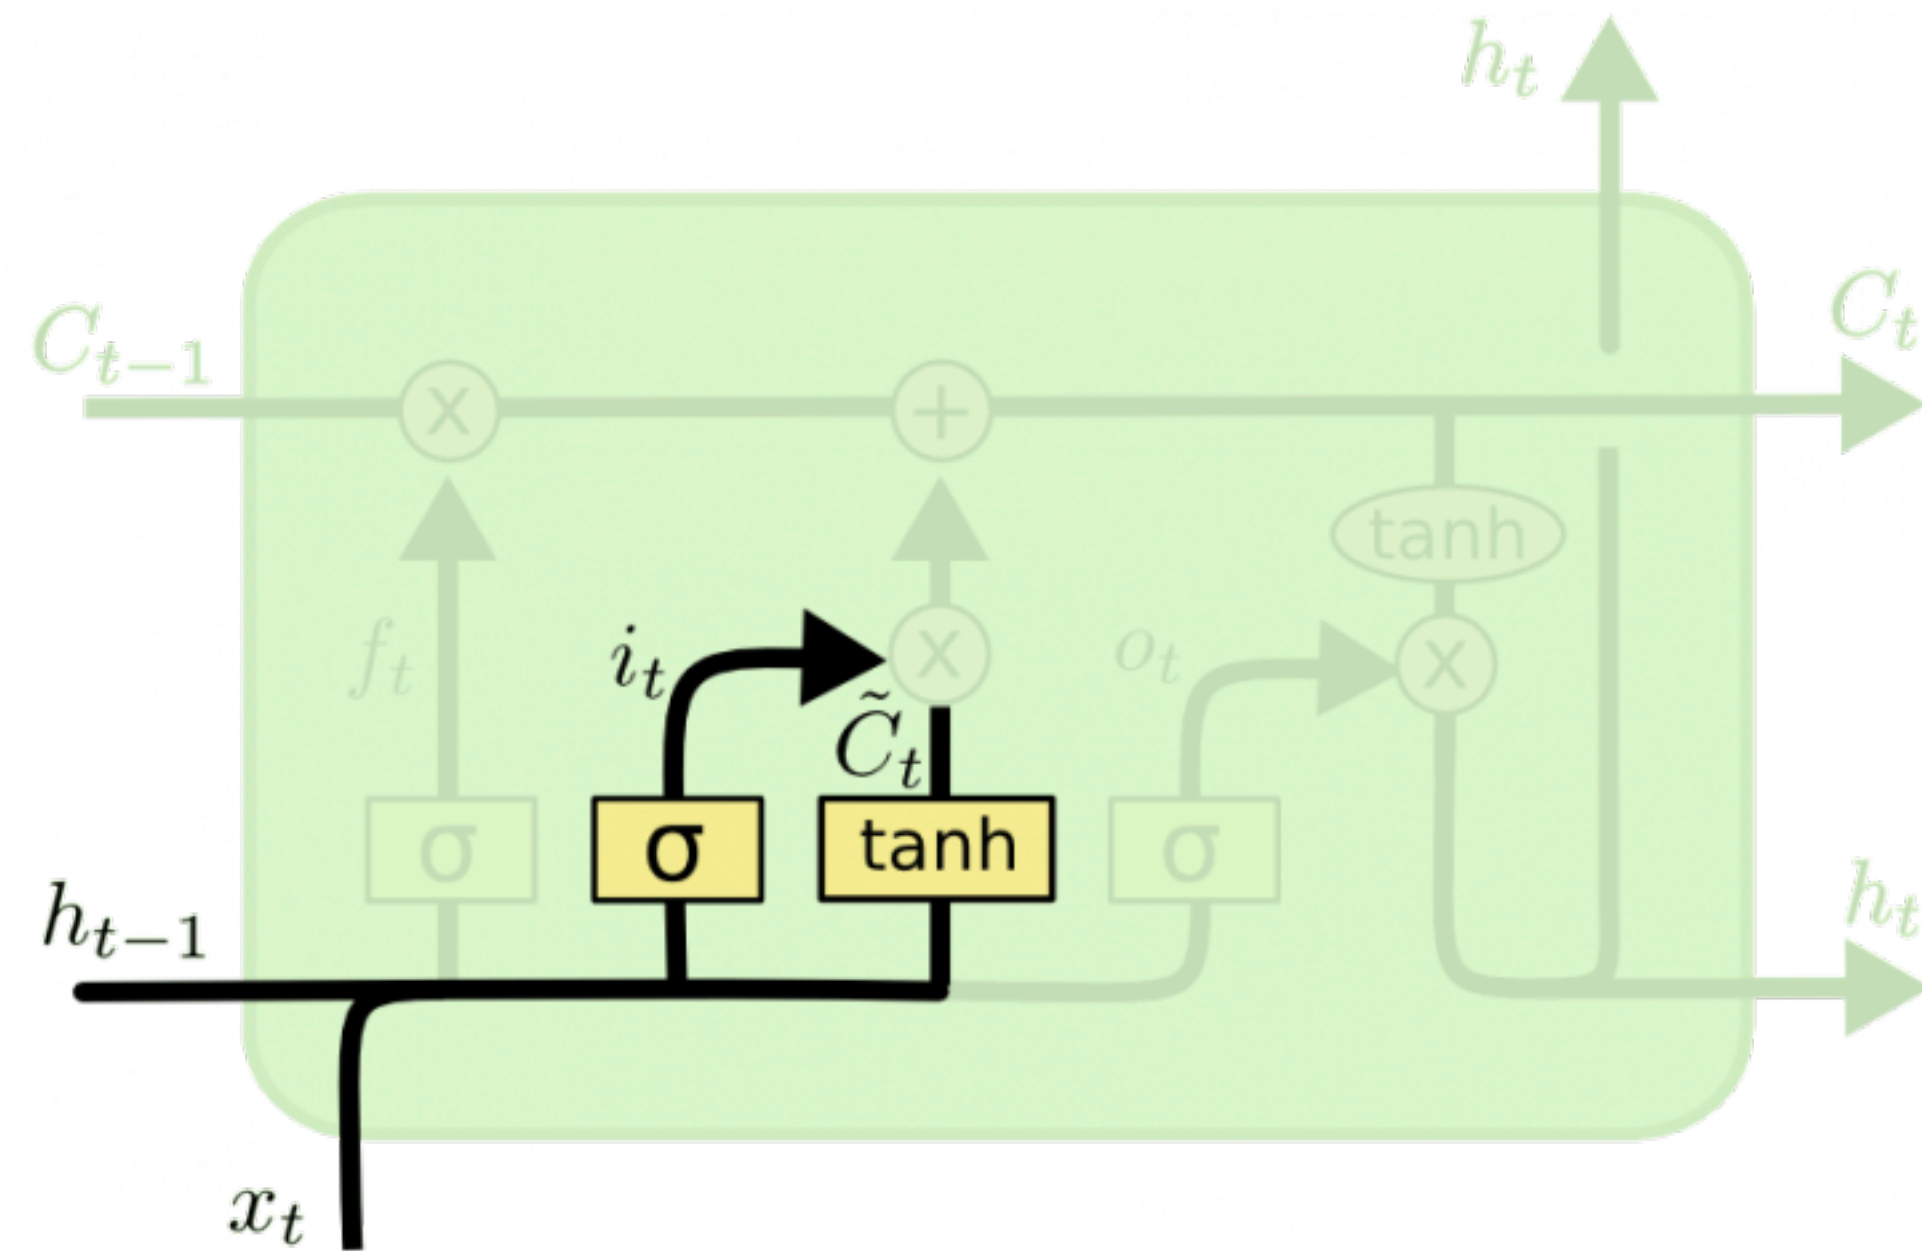 h_t
C_{t-1}
C_t
x
+
tanh
f_t
i_t
x
o_t
x
C̃_t
σ
σ
tanh
σ
h_{t-1}
h_t
x_t